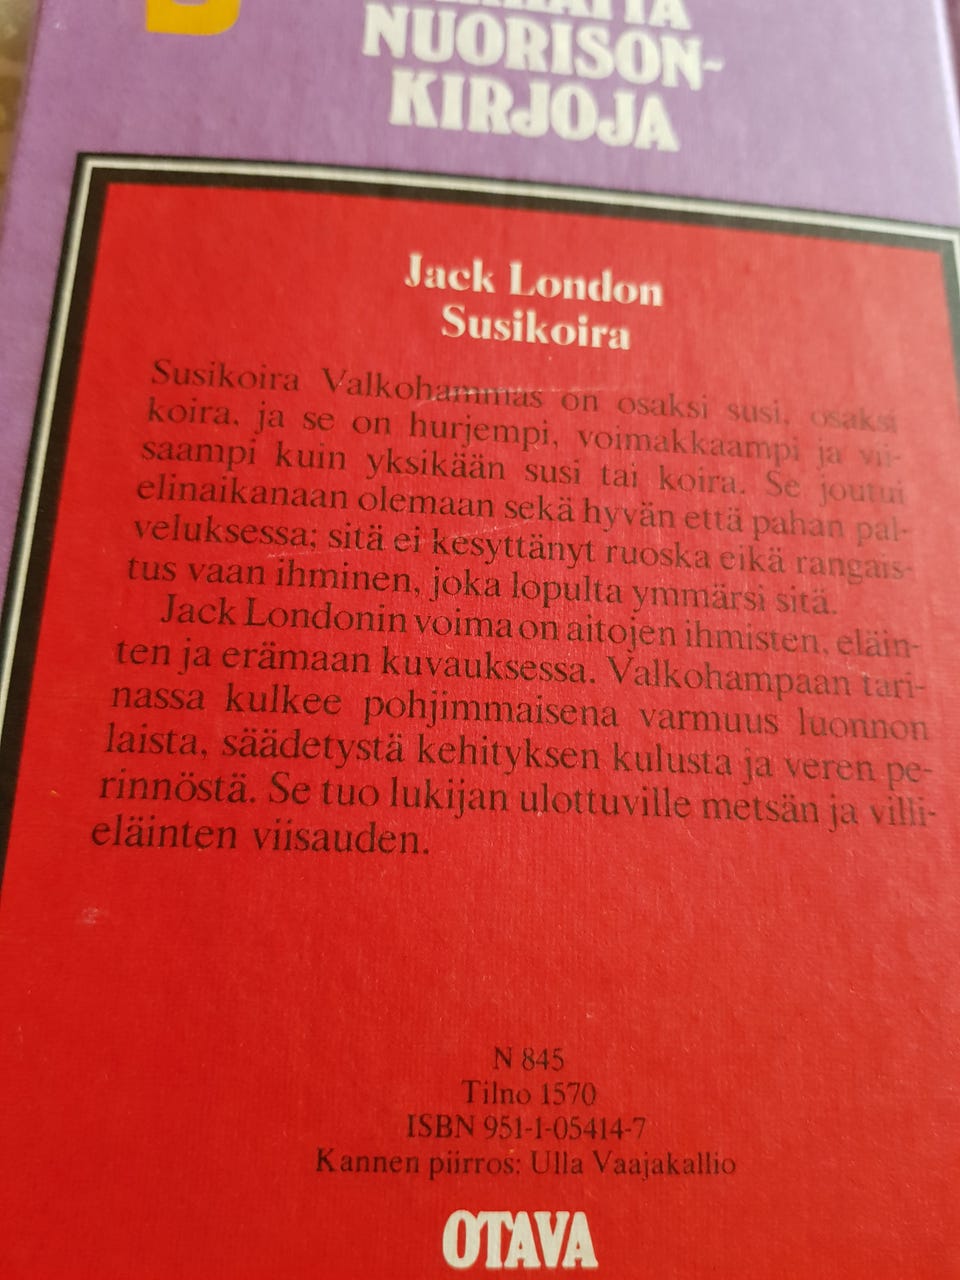 NUORISON-
KIRJOJA
Jack London
Susikoira
Susikoira Valkohammas on osaksi susi, osaksi
koira, ja se on hurjempi, voimakkaampi ja vii-
saampi kuin yksikään susi tai koira. Se joutui
elinaikanaan olemaan sekä hyvän että pahan pal-
veluksessa; sitä ei kesyttänyt ruoska eikä rangais-
tus vaan ihminen, joka lopulta ymmärsi sitä.
Jack Londonin voima on aitojen ihmisten, eläin-
ten ja erämaan kuvauksessa. Valkohampaan tari-
nassa kulkee pohjimmaisena varmuus luonnon
laista, säädetystä kehityksen kulusta ja veren pe-
rinnöstä. Se tuo lukijan ulottuville metsän ja villi-
eläinten viisauden.
N 845
Tilno 1570
ISBN 951-1-05414-7
Kannen piirros: Ulla Vaajakallio
OTAVA